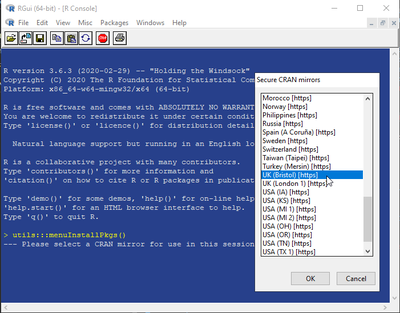 RGui (64-bit) - [R Console]
File Edit View Misc Packages Windows Help
STOP
R version 3.6.3 (2020-02-29) -- "Holding the Windsock"
Copyright (C) 2020 The R Foundation for Statistical Com
Platform: x86_64-w64-mingw32/x64 (64-bit)
R is free software and comes with ABSOLUTELY NO WARRANT
You are welcome to redistribute it under certain condit
Type 'license()' or 'licence()' for distribution detail
Natural language support but running in an English lo
R is a collaborative project with many contributors.
Type 'contributors()' for more information and
'citation()' on how to cite R or R packages in publicat
Type 'demo()' for some demos, 'help()' for on-line help
'help.start()' for an HTML browser interface to help.
Type 'q()' to quit R.
> utils:::menuInstallPkgs()
--- Please select a CRAN mirror for use in this session
Secure CRAN mirrors
Morocco [https]
Norway [https]
Philippines [https]
Russia [https]
Spain (A Coruña) [https]
Sweden [https]
Switzerland [https]
Taiwan (Taipei) [https]
Turkey (Mersin) [https]
UK (Bristol) [https]
UK (London 1) [https]
USA (IA) [https]
USA (KS) [https]
USA (MI 1) [https]
USA (MI 2) [https]
USA (OH) [https]
USA (OR) [https]
USA (TN) [https]
USA (TX 1) [https]
OK
Cancel